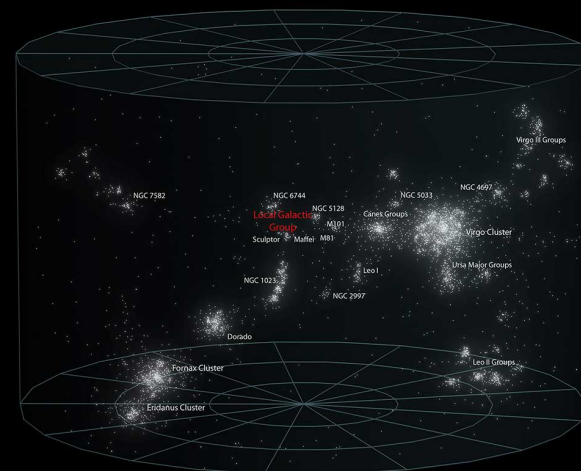 Virgo III Groups
NGC 7582
NGC 6744
NGC 5033
NGC 4697
NGC 5128
Local Galactic
Group
Canes Groups
M101
Virgo Cluster
Sculptor
Maffei
M81
Ursa Major Groups
Leo I
NGC 1023
NGC 2997
Dorado
Leo II Groups
Fornax Cluster
Eridanus Cluster